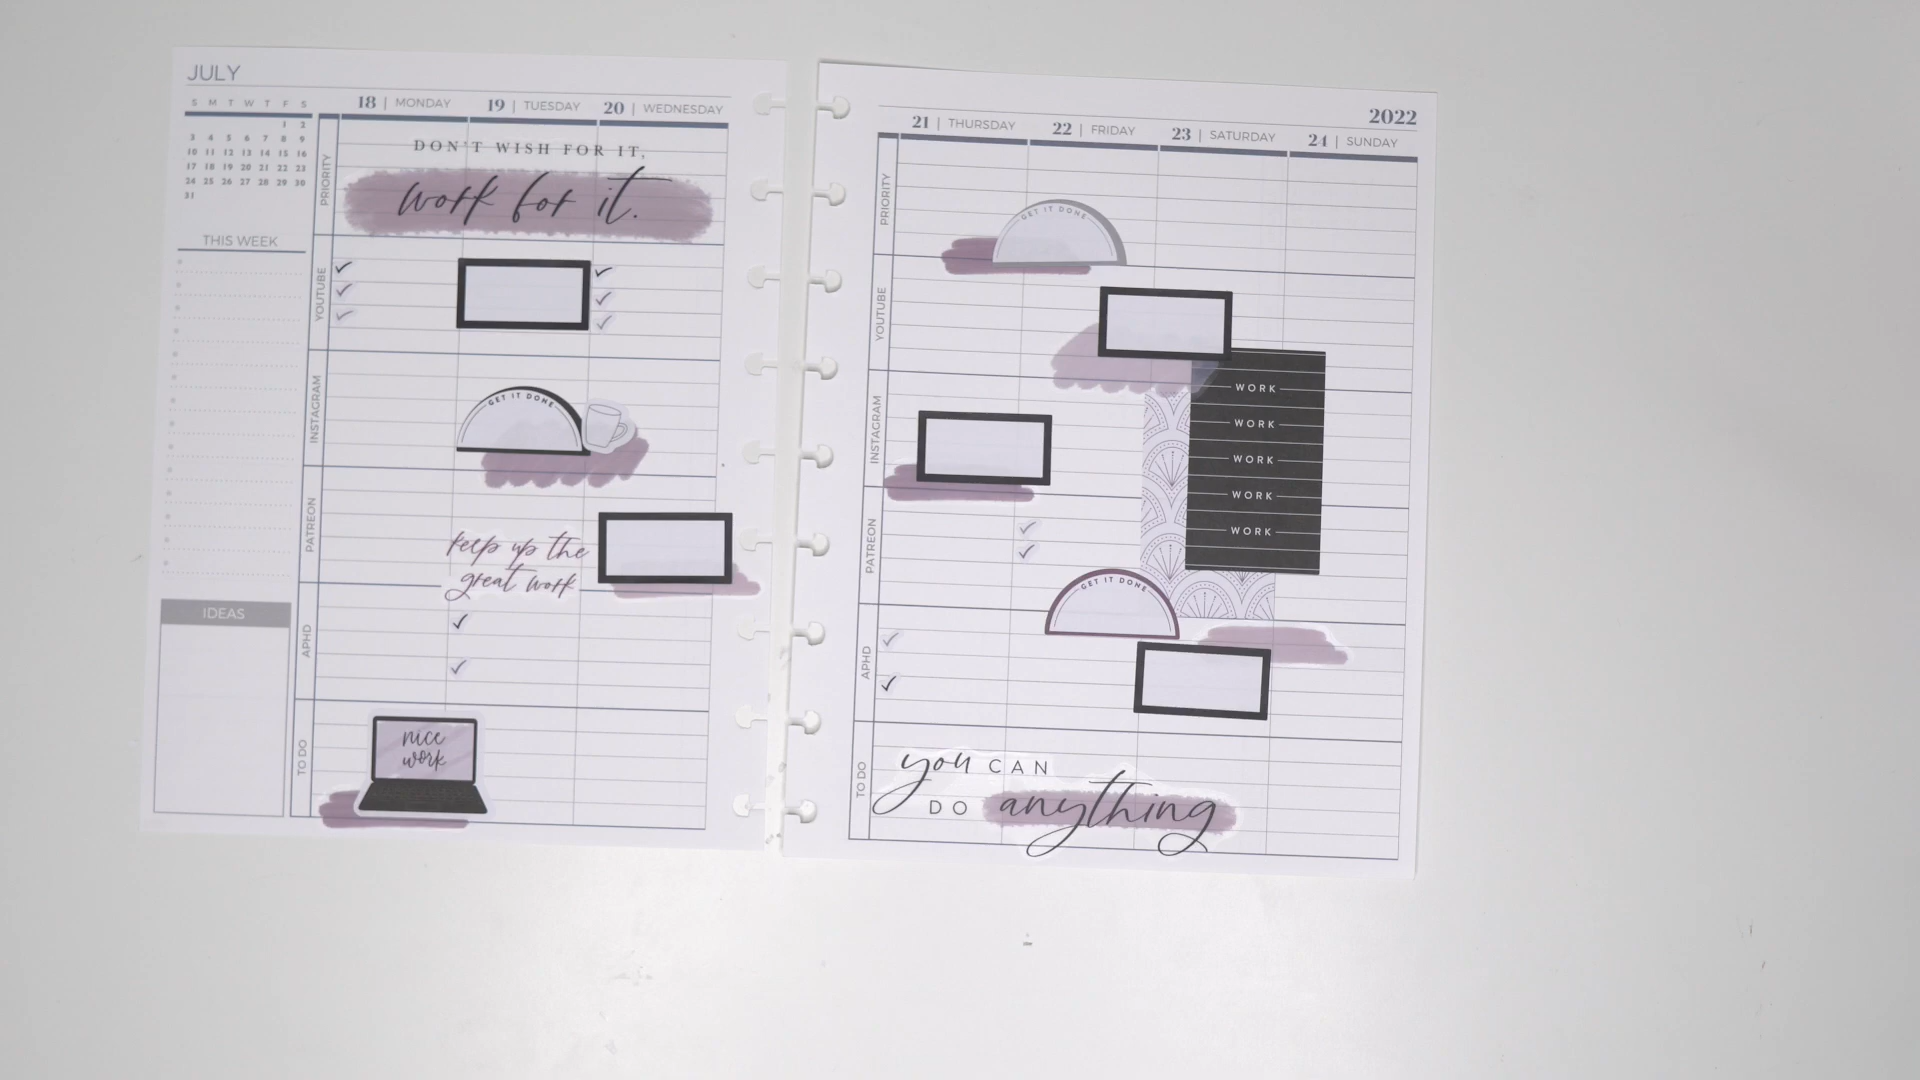 JULY
S M T W T F S
1 2
3 4 5 6 7 8 9
10 11 12 13 14 15 16
17 18 19 20 21 22 23
24 25 26 27 28 29 30
31
THIS WEEK
IDEAS
18 | MONDAY
19 | TUESDAY
20 | WEDNESDAY
PRIORITY
YOUTUBE
INSTAGRAM
PATREON
APHD
TO DO
DON'T WISH FOR IT,
work for it.
GET IT DONE
keep up the
great work
nice
work
2022
21 | THURSDAY
22 | FRIDAY
23 | SATURDAY
24 | SUNDAY
PRIORITY
YOUTUBE
INSTAGRAM
PATREON
APHD
TO DO
GET IT DONE
WORK
WORK
WORK
WORK
WORK
GET IT DONE
you CAN
DO anything